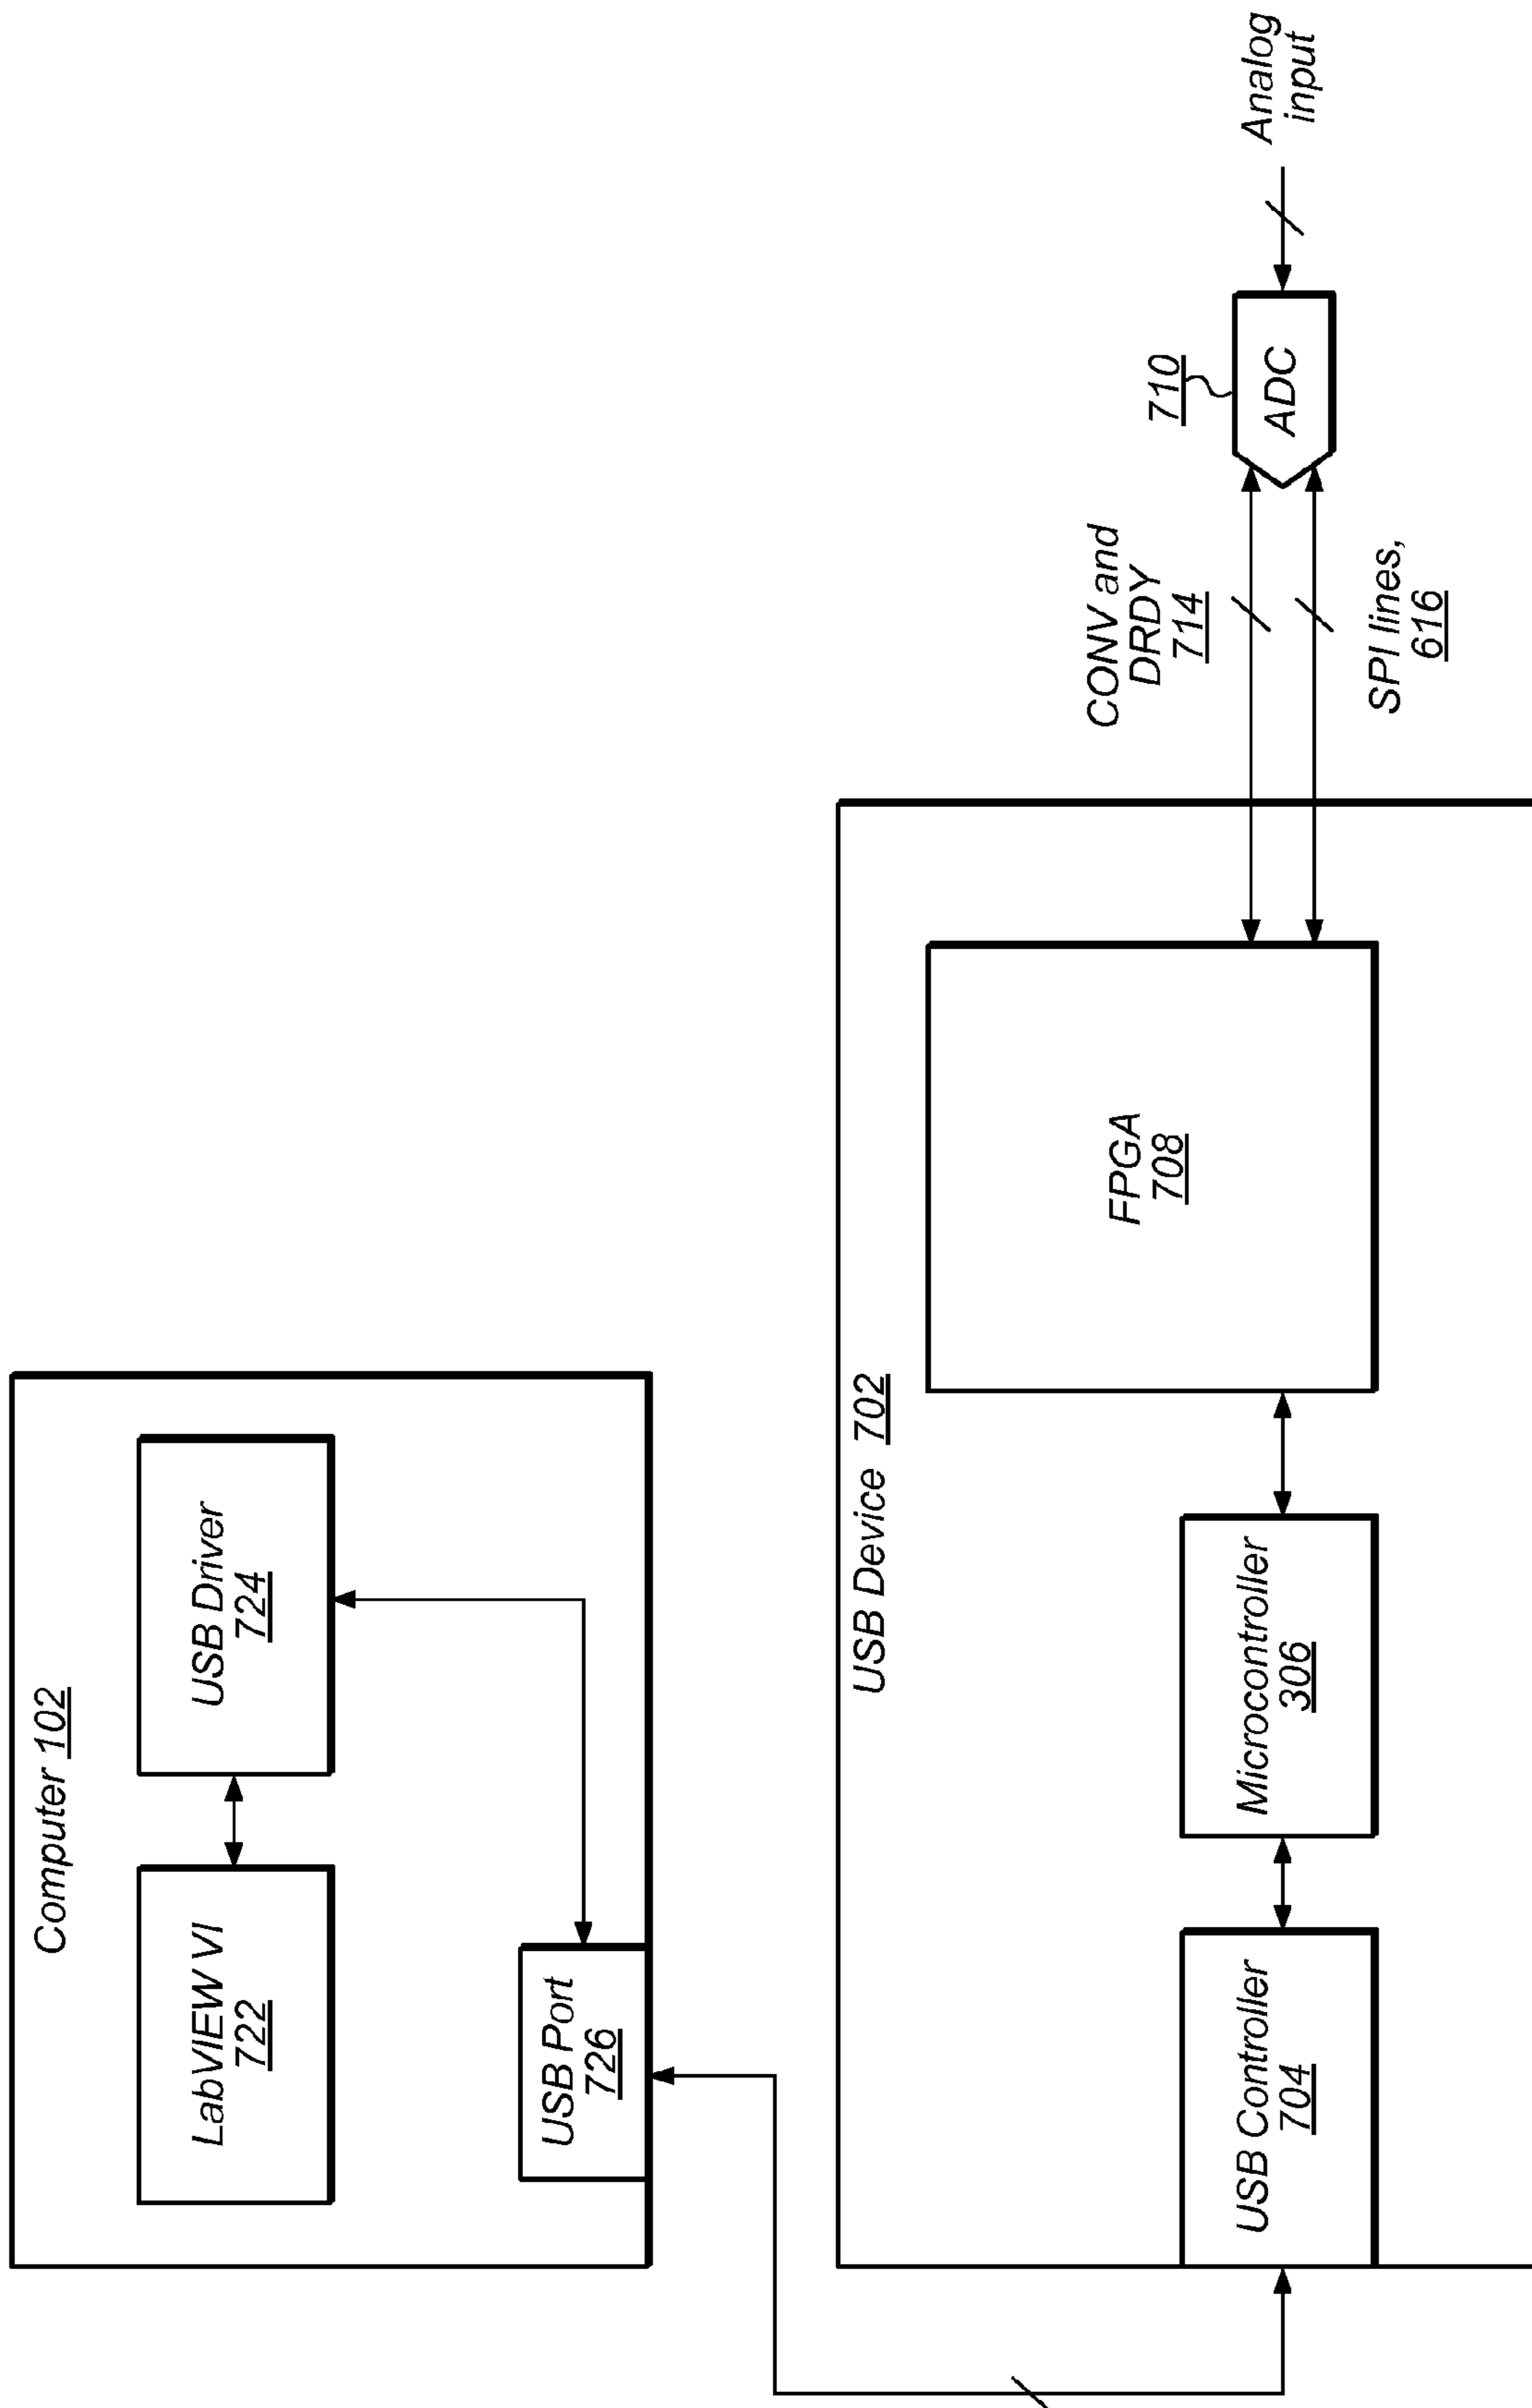 Computer 102
LabVIEW VI
722
USB Driver
724
USB Port
726
USB Device 702
USB Controller
704
Microcontroller
306
FPGA
708
CONV and
DRDY
714
SPI lines,
616
710
ADC
Analog
input